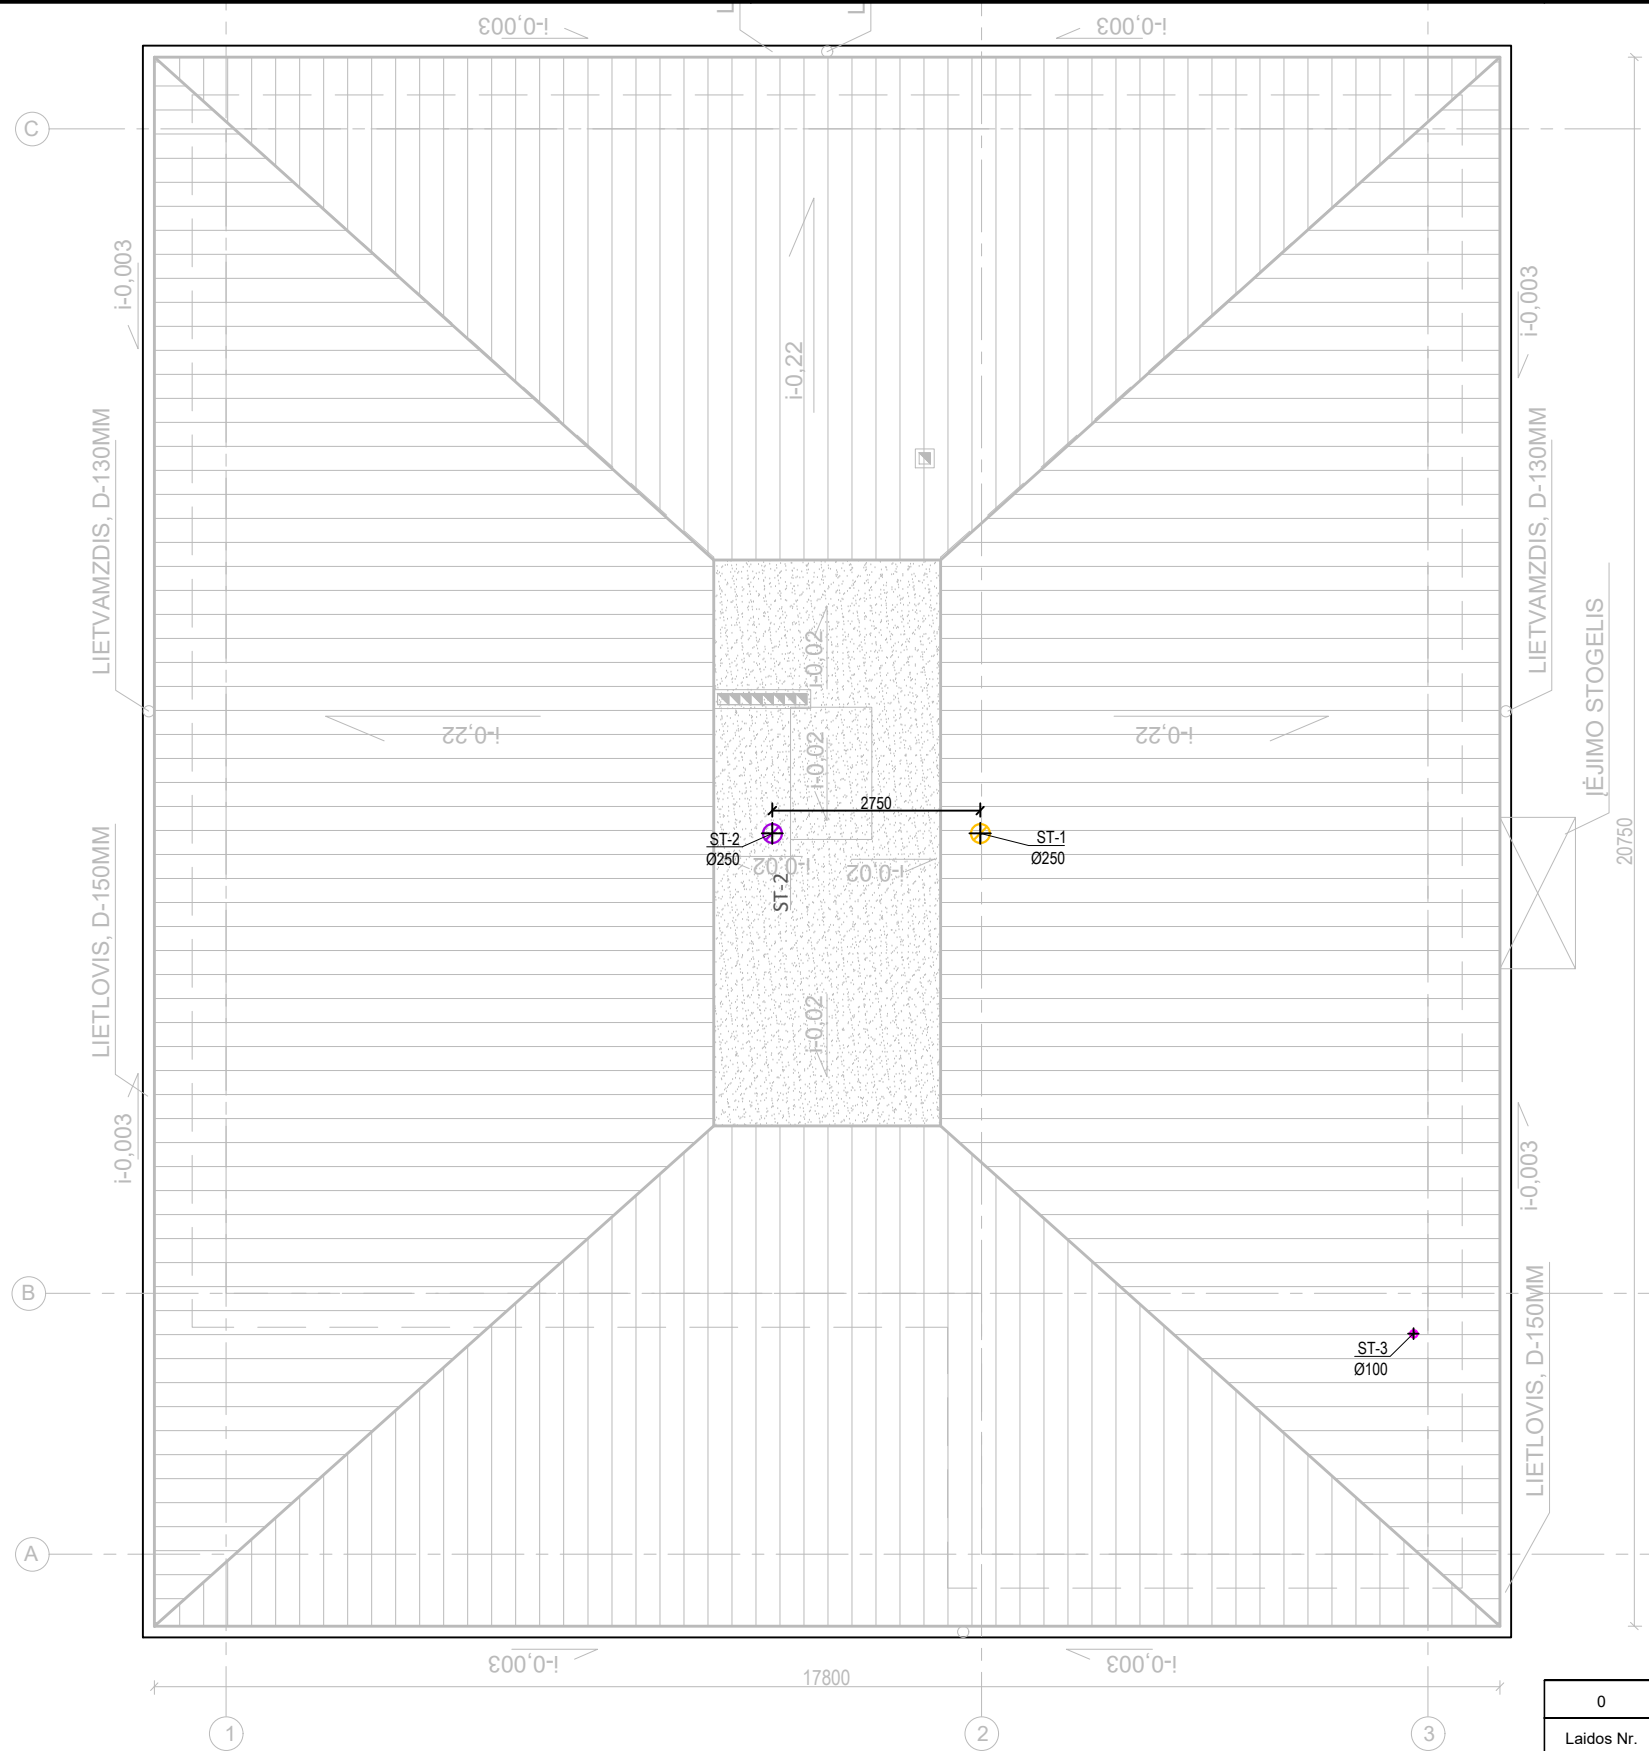 i-0,003
i-0,003
C
i-0,003
i-0,003
i-0,22
LIETVAMZDIS, D-130MM
LIETVAMZDIS, D-130MM
ĮĖJIMO STOGELIS
i-0,02
i-0,22
i-0,22
i-0,02
2750
ST-2
Ø250
ST-1
Ø250
20750
i-0,02
i-0,02
ST-2
LIETLOVIS, D-150MM
i-0,02
i-0,003
i-0,003
B
LIETLOVIS, D-150MM
ST-3
Ø100
A
i-0,003
i-0,003
17800
1
2
3
0
Laidos Nr.